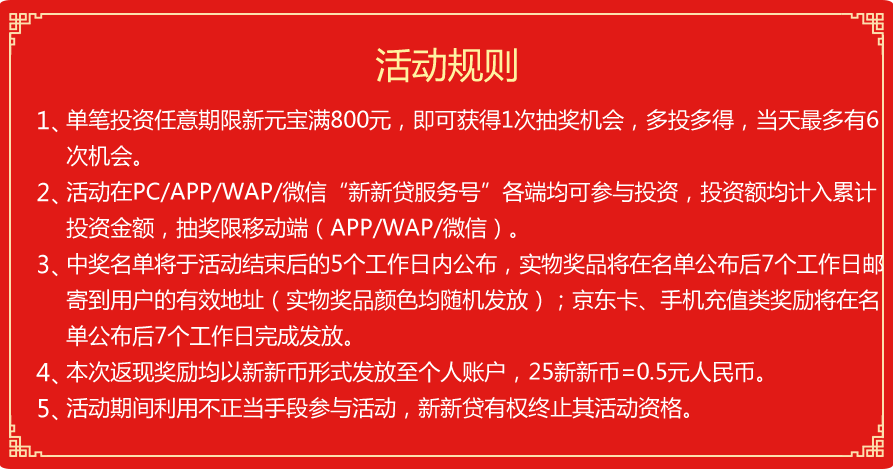 活动规则
1、单笔投资任意期限新元宝满800元，即可获得1次抽奖机会，多投多得，当天最多有6
次机会。
2、活动在PC/APP/WAP/微信“新新贷服务号”各端均可参与投资，投资额均计入累计
投资金额，抽奖限移动端（APP/WAP/微信）。
3、中奖名单将于活动结束后的5个工作日内公布，实物奖品将在名单公布后7个工作日邮
寄到用户的有效地址（实物奖品颜色均随机发放）；京东卡、手机充值类奖励将在名
单公布后7个工作日完成发放。
4、本次返现奖励均以新新币形式发放至个人账户，25新新币=0.5元人民币。
5、活动期间利用不正当手段参与活动，新新贷有权终止其活动资格。